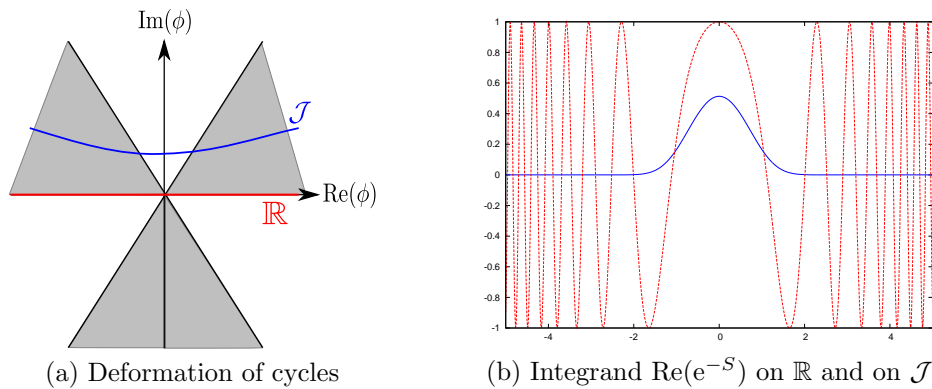 Im(ϕ)
𝒥
Re(ϕ)
ℝ
(a) Deformation of cycles
1
0.8
0.6
0.4
0.2
0
-0.2
-0.4
-0.6
-0.8
-1
-4 -2 0 2 4
(b) Integrand Re(e^{-S}) on ℝ and on 𝒥